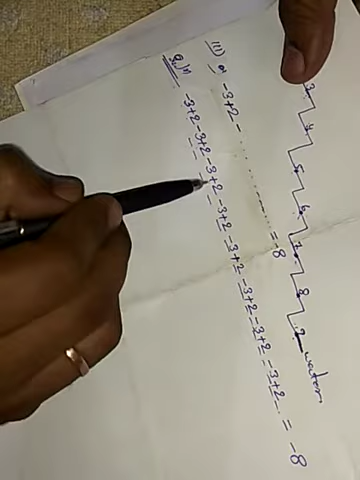 3 4 5 6 7 8 9 water.
III) a) -3+2- ............ = -8
Soln -3+2-3+2-3+2-3+2-3+2-3+2-3+2-3+2... = -8